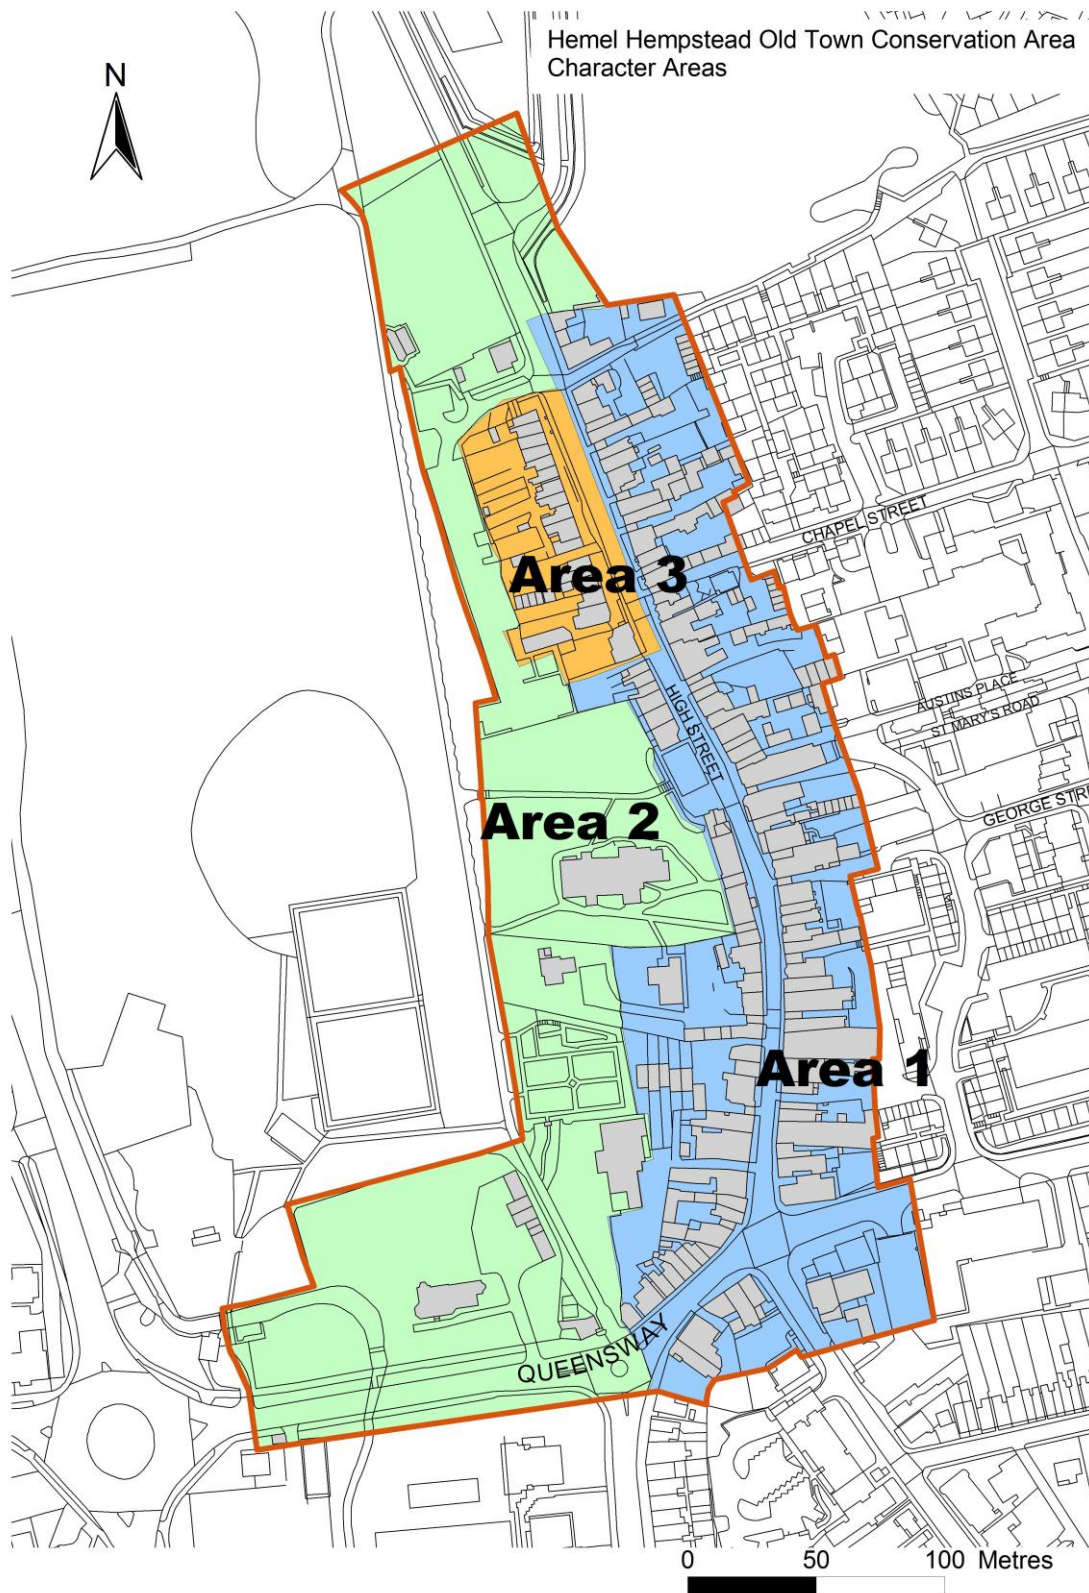 Hemel Hempstead Old Town Conservation Area
Character Areas
N
CHAPEL STREET
Area 3
AUSTINS PLACE
ST MARY'S ROAD
HIGH STREET
GEORGE STRE
Area 2
Area 1
QUEENSWAY
0 50 100 Metres